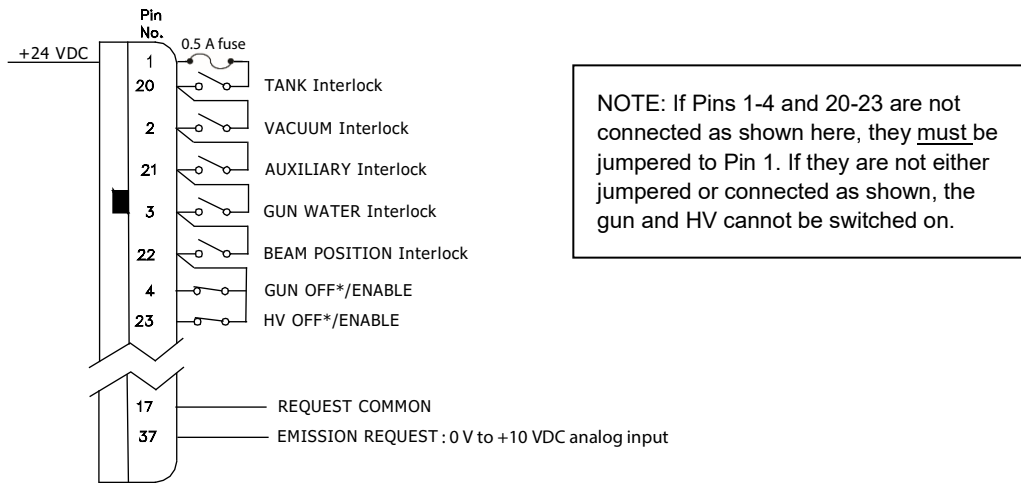 Pin
No.
+24 VDC
0.5 A fuse
1
20 TANK Interlock
2 VACUUM Interlock
21 AUXILIARY Interlock
3 GUN WATER Interlock
22 BEAM POSITION Interlock
4 GUN OFF*/ENABLE
23 HV OFF*/ENABLE
17 REQUEST COMMON
37 EMISSION REQUEST : 0 V to +10 VDC analog input
NOTE: If Pins 1-4 and 20-23 are not
connected as shown here, they must be
jumpered to Pin 1. If they are not either
jumpered or connected as shown, the
gun and HV cannot be switched on.